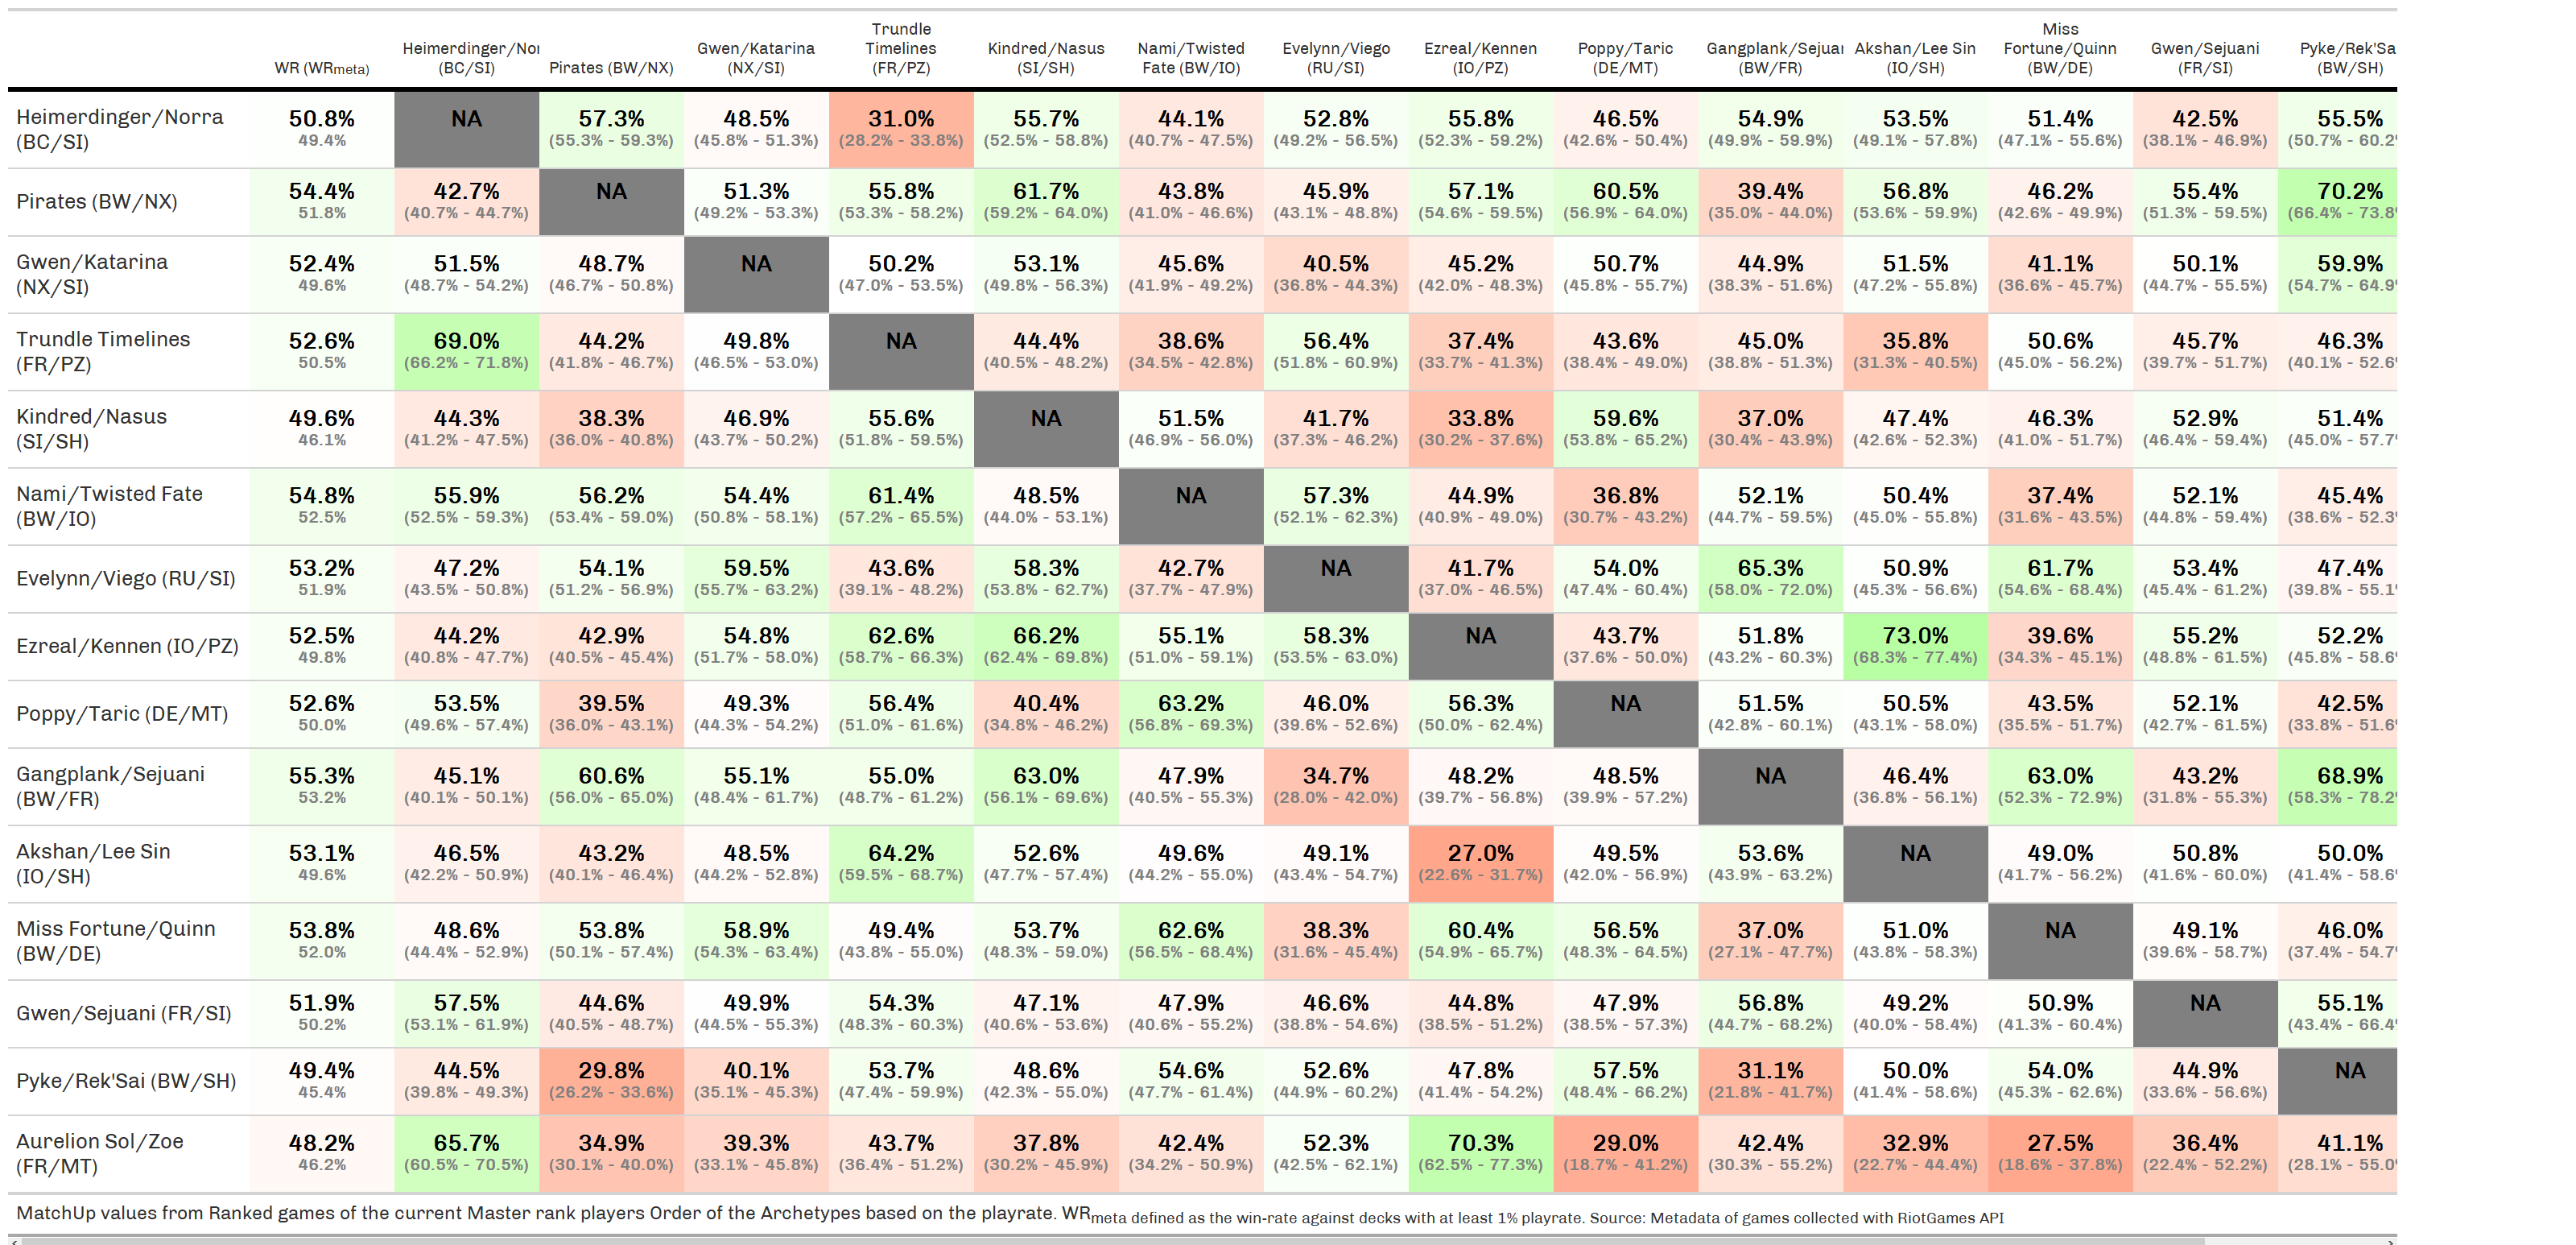 Trundle Miss
Heimerdinger/Nor Gwen/Katarina Timelines Kindred/Nasus Nami/Twisted Evelynn/Viego Ezreal/Kennen Poppy/Taric Gangplank/Sejuar Akshan/Lee Sin Fortune/Quinn Gwen/Sejuani Pyke/Rek'Sa
WR (WRmeta) (BC/SI) Pirates (BW/NX) (NX/SI) (FR/PZ) (SI/SH) Fate (BW/IO) (RU/SI) (IO/PZ) (DE/MT) (BW/FR) (IO/SH) (BW/DE) (FR/SI) (BW/SH)
Heimerdinger/Norra 50.8% NA 57.3% 48.5% 31.0% 55.7% 44.1% 52.8% 55.8% 46.5% 54.9% 53.5% 51.4% 42.5% 55.5%
(BC/SI) 49.4% (55.3% - 59.3%) (45.8% - 51.3%) (28.2% - 33.8%) (52.5% - 58.8%) (40.7% - 47.5%) (49.2% - 56.5%) (52.3% - 59.2%) (42.6% - 50.4%) (49.9% - 59.9%) (49.1% - 57.8%) (47.1% - 55.6%) (38.1% - 46.9%) (50.7% - 60.2%
Pirates (BW/NX) 54.4% 42.7% NA 51.3% 55.8% 61.7% 43.8% 45.9% 57.1% 60.5% 39.4% 56.8% 46.2% 55.4% 70.2%
51.8% (40.7% - 44.7%) (49.2% - 53.3%) (53.3% - 58.2%) (59.2% - 64.0%) (41.0% - 46.6%) (43.1% - 48.8%) (54.6% - 59.5%) (56.9% - 64.0%) (35.0% - 44.0%) (53.6% - 59.9%) (42.6% - 49.9%) (51.3% - 59.5%) (66.4% - 73.8%
Gwen/Katarina 52.4% 51.5% 48.7% NA 50.2% 53.1% 45.6% 40.5% 45.2% 50.7% 44.9% 51.5% 41.1% 50.1% 59.9%
(NX/SI) 49.6% (48.7% - 54.2%) (46.7% - 50.8%) (47.0% - 53.5%) (49.8% - 56.3%) (41.9% - 49.2%) (36.8% - 44.3%) (42.0% - 48.3%) (45.8% - 55.7%) (38.3% - 51.6%) (47.2% - 55.8%) (36.6% - 45.7%) (44.7% - 55.5%) (54.7% - 64.9%
Trundle Timelines 52.6% 69.0% 44.2% 49.8% NA 44.4% 38.6% 56.4% 37.4% 43.6% 45.0% 35.8% 50.6% 45.7% 46.3%
(FR/PZ) 50.5% (66.2% - 71.8%) (41.8% - 46.7%) (46.5% - 53.0%) (40.5% - 48.2%) (34.5% - 42.8%) (51.8% - 60.9%) (33.7% - 41.3%) (38.4% - 49.0%) (38.8% - 51.3%) (31.3% - 40.5%) (45.0% - 56.2%) (39.7% - 51.7%) (40.1% - 52.6%
Kindred/Nasus 49.6% 44.3% 38.3% 46.9% 55.6% NA 51.5% 41.7% 33.8% 59.6% 37.0% 47.4% 46.3% 52.9% 51.4%
(SI/SH) 46.1% (41.2% - 47.5%) (36.0% - 40.8%) (43.7% - 50.2%) (51.8% - 59.5%) (46.9% - 56.0%) (37.3% - 46.2%) (30.2% - 37.6%) (53.8% - 65.2%) (30.4% - 43.9%) (42.6% - 52.3%) (41.0% - 51.7%) (46.4% - 59.4%) (45.0% - 57.7%
Nami/Twisted Fate 54.8% 55.9% 56.2% 54.4% 61.4% 48.5% NA 57.3% 44.9% 36.8% 52.1% 50.4% 37.4% 52.1% 45.4%
(BW/IO) 52.5% (52.5% - 59.3%) (53.4% - 59.0%) (50.8% - 58.1%) (57.2% - 65.5%) (44.0% - 53.1%) (52.1% - 62.3%) (40.9% - 49.0%) (30.7% - 43.2%) (44.7% - 59.5%) (45.0% - 55.8%) (31.6% - 43.5%) (44.8% - 59.4%) (38.6% - 52.3%
Evelynn/Viego (RU/SI) 53.2% 47.2% 54.1% 59.5% 43.6% 58.3% 42.7% NA 41.7% 54.0% 65.3% 50.9% 61.7% 53.4% 47.4%
51.9% (43.5% - 50.8%) (51.2% - 56.9%) (55.7% - 63.2%) (39.1% - 48.2%) (53.8% - 62.7%) (37.7% - 47.9%) (37.0% - 46.5%) (47.4% - 60.4%) (58.0% - 72.0%) (45.3% - 56.6%) (54.6% - 68.4%) (45.4% - 61.2%) (39.8% - 55.1%
Ezreal/Kennen (IO/PZ) 52.5% 44.2% 42.9% 54.8% 62.6% 66.2% 55.1% 58.3% NA 43.7% 51.8% 73.0% 39.6% 55.2% 52.2%
49.8% (40.8% - 47.7%) (40.5% - 45.4%) (51.7% - 58.0%) (58.7% - 66.3%) (62.4% - 69.8%) (51.0% - 59.1%) (53.5% - 63.0%) (37.6% - 50.0%) (43.2% - 60.3%) (68.3% - 77.4%) (34.3% - 45.1%) (48.8% - 61.5%) (45.8% - 58.6%
Poppy/Taric (DE/MT) 52.6% 53.5% 39.5% 49.3% 56.4% 40.4% 63.2% 46.0% 56.3% NA 51.5% 50.5% 43.5% 52.1% 42.5%
50.0% (49.6% - 57.4%) (36.0% - 43.1%) (44.3% - 54.2%) (51.0% - 61.6%) (34.8% - 46.2%) (56.8% - 69.3%) (39.6% - 52.6%) (50.0% - 62.4%) (42.8% - 60.1%) (43.1% - 58.0%) (35.5% - 51.7%) (42.7% - 61.5%) (33.8% - 51.6%
Gangplank/Sejuani 55.3% 45.1% 60.6% 55.1% 55.0% 63.0% 47.9% 34.7% 48.2% 48.5% NA 46.4% 63.0% 43.2% 68.9%
(BW/FR) 53.2% (40.1% - 50.1%) (56.0% - 65.0%) (48.4% - 61.7%) (48.7% - 61.2%) (56.1% - 69.6%) (40.5% - 55.3%) (28.0% - 42.0%) (39.7% - 56.8%) (39.9% - 57.2%) (36.8% - 56.1%) (52.3% - 72.9%) (31.8% - 55.3%) (58.3% - 78.2%
Akshan/Lee Sin 53.1% 46.5% 43.2% 48.5% 64.2% 52.6% 49.6% 49.1% 27.0% 49.5% 53.6% NA 49.0% 50.8% 50.0%
(IO/SH) 49.6% (42.2% - 50.9%) (40.1% - 46.4%) (44.2% - 52.8%) (59.5% - 68.7%) (47.7% - 57.4%) (44.2% - 55.0%) (43.4% - 54.7%) (22.6% - 31.7%) (42.0% - 56.9%) (43.9% - 63.2%) (41.7% - 56.2%) (41.6% - 60.0%) (41.4% - 58.6%
Miss Fortune/Quinn 53.8% 48.6% 53.8% 58.9% 49.4% 53.7% 62.6% 38.3% 60.4% 56.5% 37.0% 51.0% NA 49.1% 46.0%
(BW/DE) 52.0% (44.4% - 52.9%) (50.1% - 57.4%) (54.3% - 63.4%) (43.8% - 55.0%) (48.3% - 59.0%) (56.5% - 68.4%) (31.6% - 45.4%) (54.9% - 65.7%) (48.3% - 64.5%) (27.1% - 47.7%) (43.8% - 58.3%) (39.6% - 58.7%) (37.4% - 54.7%
Gwen/Sejuani (FR/SI) 51.9% 57.5% 44.6% 49.9% 54.3% 47.1% 47.9% 46.6% 44.8% 47.9% 56.8% 49.2% 50.9% NA 55.1%
50.2% (53.1% - 61.9%) (40.5% - 48.7%) (44.5% - 55.3%) (48.3% - 60.3%) (40.6% - 53.6%) (40.6% - 55.2%) (38.8% - 54.6%) (38.5% - 51.2%) (38.5% - 57.3%) (44.7% - 68.2%) (40.0% - 58.4%) (41.3% - 60.4%) (43.4% - 66.4%
Pyke/Rek'Sai (BW/SH) 49.4% 44.5% 29.8% 40.1% 53.7% 48.6% 54.6% 52.6% 47.8% 57.5% 31.1% 50.0% 54.0% 44.9% NA
45.4% (39.8% - 49.3%) (26.2% - 33.6%) (35.1% - 45.3%) (47.4% - 59.9%) (42.3% - 55.0%) (47.7% - 61.4%) (44.9% - 60.2%) (41.4% - 54.2%) (48.4% - 66.2%) (21.8% - 41.7%) (41.4% - 58.6%) (45.3% - 62.6%) (33.6% - 56.6%)
Aurelion Sol/Zoe 48.2% 65.7% 34.9% 39.3% 43.7% 37.8% 42.4% 52.3% 70.3% 29.0% 42.4% 32.9% 27.5% 36.4% 41.1%
(FR/MT) 46.2% (60.5% - 70.5%) (30.1% - 40.0%) (33.1% - 45.8%) (36.4% - 51.2%) (30.2% - 45.9%) (34.2% - 50.9%) (42.5% - 62.1%) (62.5% - 77.3%) (18.7% - 41.2%) (30.3% - 55.2%) (22.7% - 44.4%) (18.6% - 37.8%) (22.4% - 52.2%) (28.1% - 55.0%
MatchUp values from Ranked games of the current Master rank players Order of the Archetypes based on the playrate. WRmeta defined as the win-rate against decks with at least 1% playrate. Source: Metadata of games collected with RiotGames API